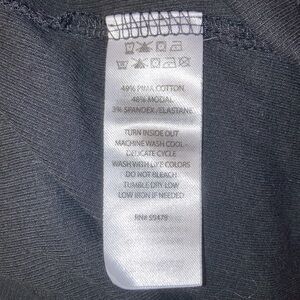 49% PIMA COTTON
48% MODAL
3% SPANDEX/ELASTANE
TURN INSIDE OUT
MACHINE WASH COOL -
DELICATE CYCLE
WASH WITH LIKE COLORS
DO NOT BLEACH
TUMBLE DRY LOW
LOW IRON IF NEEDED
RN# 59479